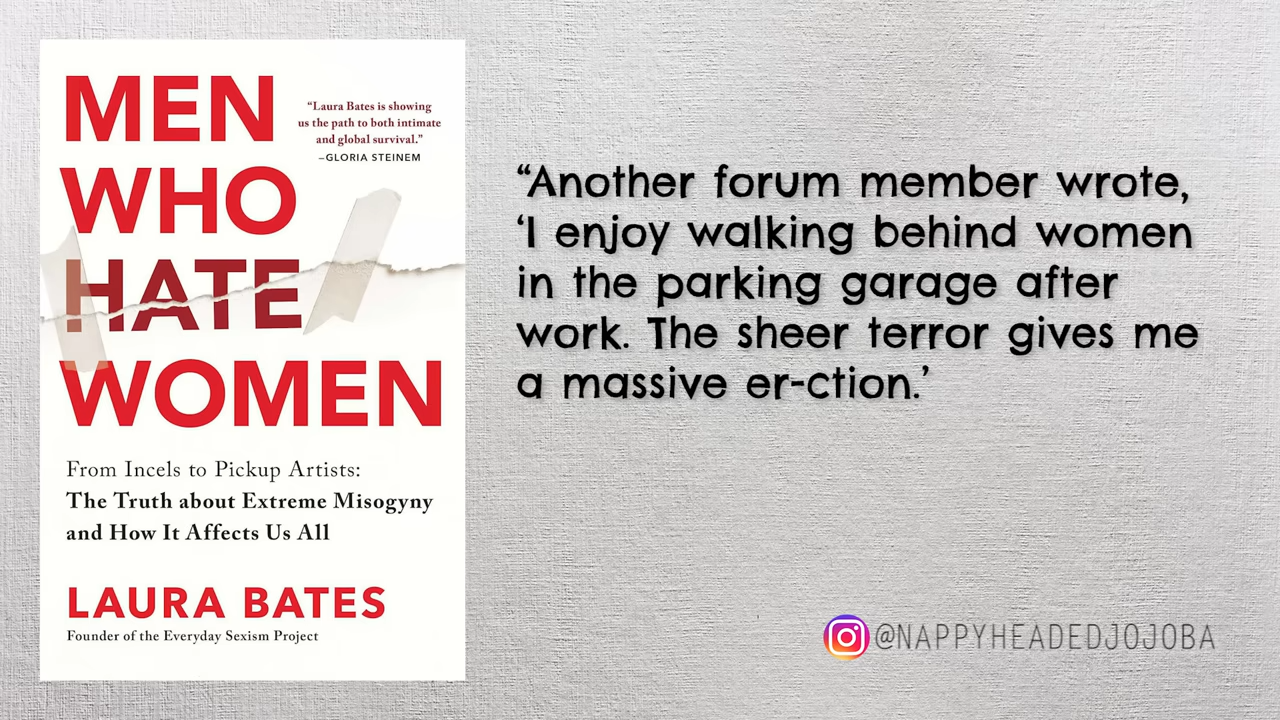 MEN
WHO
HATE
WOMEN
“Laura Bates is showing
us the path to both intimate
and global survival.”
–GLORIA STEINEM
From Incels to Pickup Artists:
The Truth about Extreme Misogyny
and How It Affects Us All
LAURA BATES
Founder of the Everyday Sexism Project
“Another forum member wrote,
‘I enjoy walking behind women
in the parking garage after
work. The sheer terror gives me
a massive er-ction.’
@NAPPYHEADEDJOJOBA